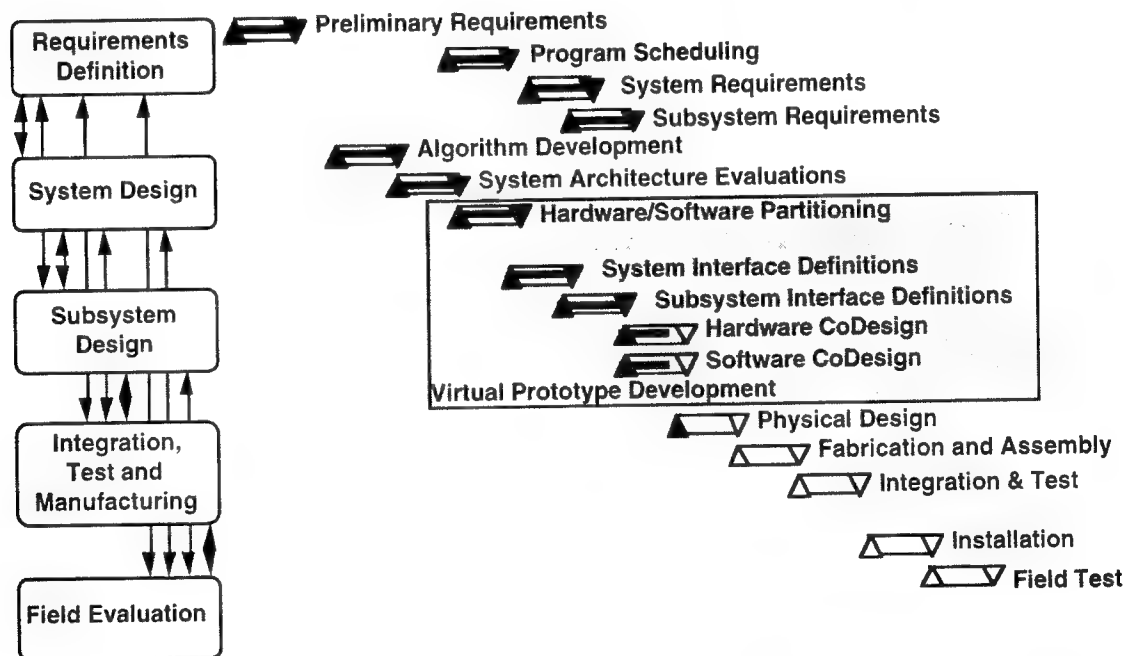 Requirements
Definition
System Design
Subsystem
Design
Integration,
Test and
Manufacturing
Field Evaluation
Preliminary Requirements
Program Scheduling
System Requirements
Subsystem Requirements
Algorithm Development
System Architecture Evaluations
Hardware/Software Partitioning
System Interface Definitions
Subsystem Interface Definitions
Hardware CoDesign
Software CoDesign
Virtual Prototype Development
Physical Design
Fabrication and Assembly
Integration & Test
Installation
Field Test